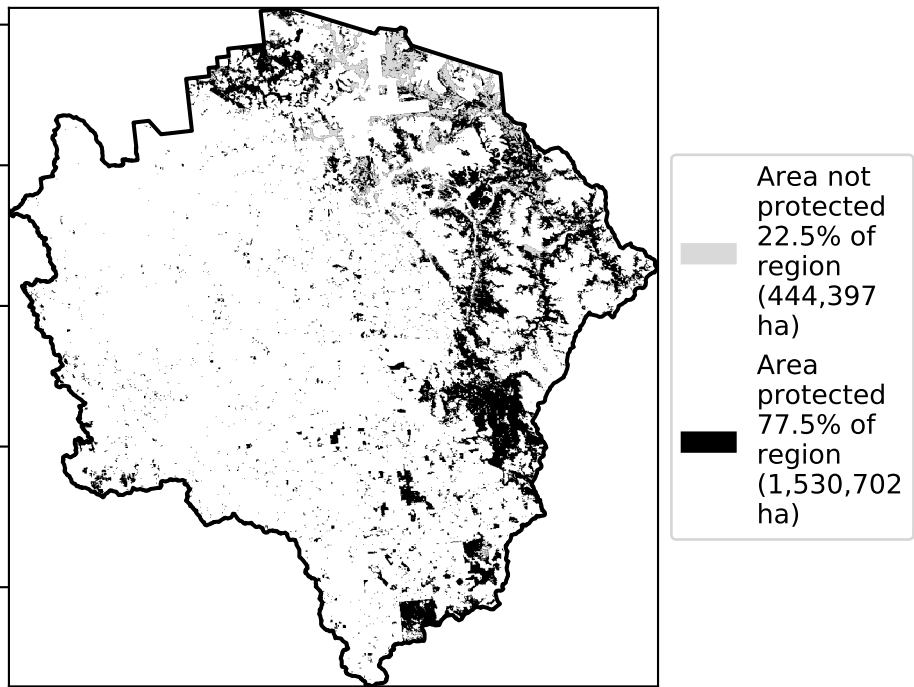 Area not
protected
22.5% of
region
(444,397
ha)
Area
protected
77.5% of
region
(1,530,702
ha)